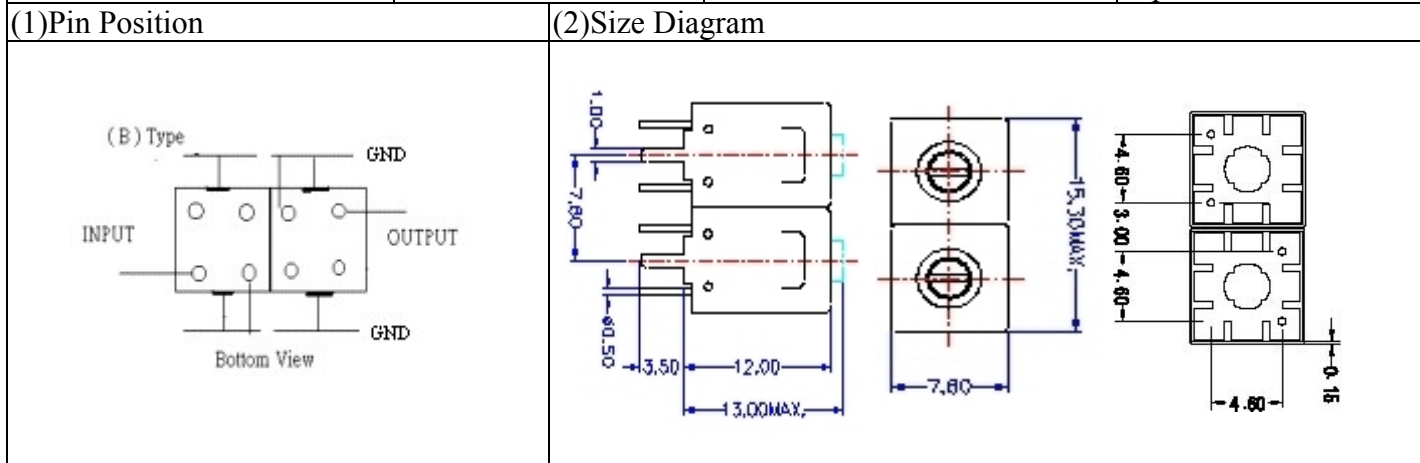 (1)Pin Position
(2)Size Diagram
(B) Type
GND
INPUT
OUTPUT
GND
Bottom View
1.00
7.60
ø0.50
3.50
12.00
13.00MAX.
15.30MAX.
7.60
4.60
3.00
4.60
0.15
4.60